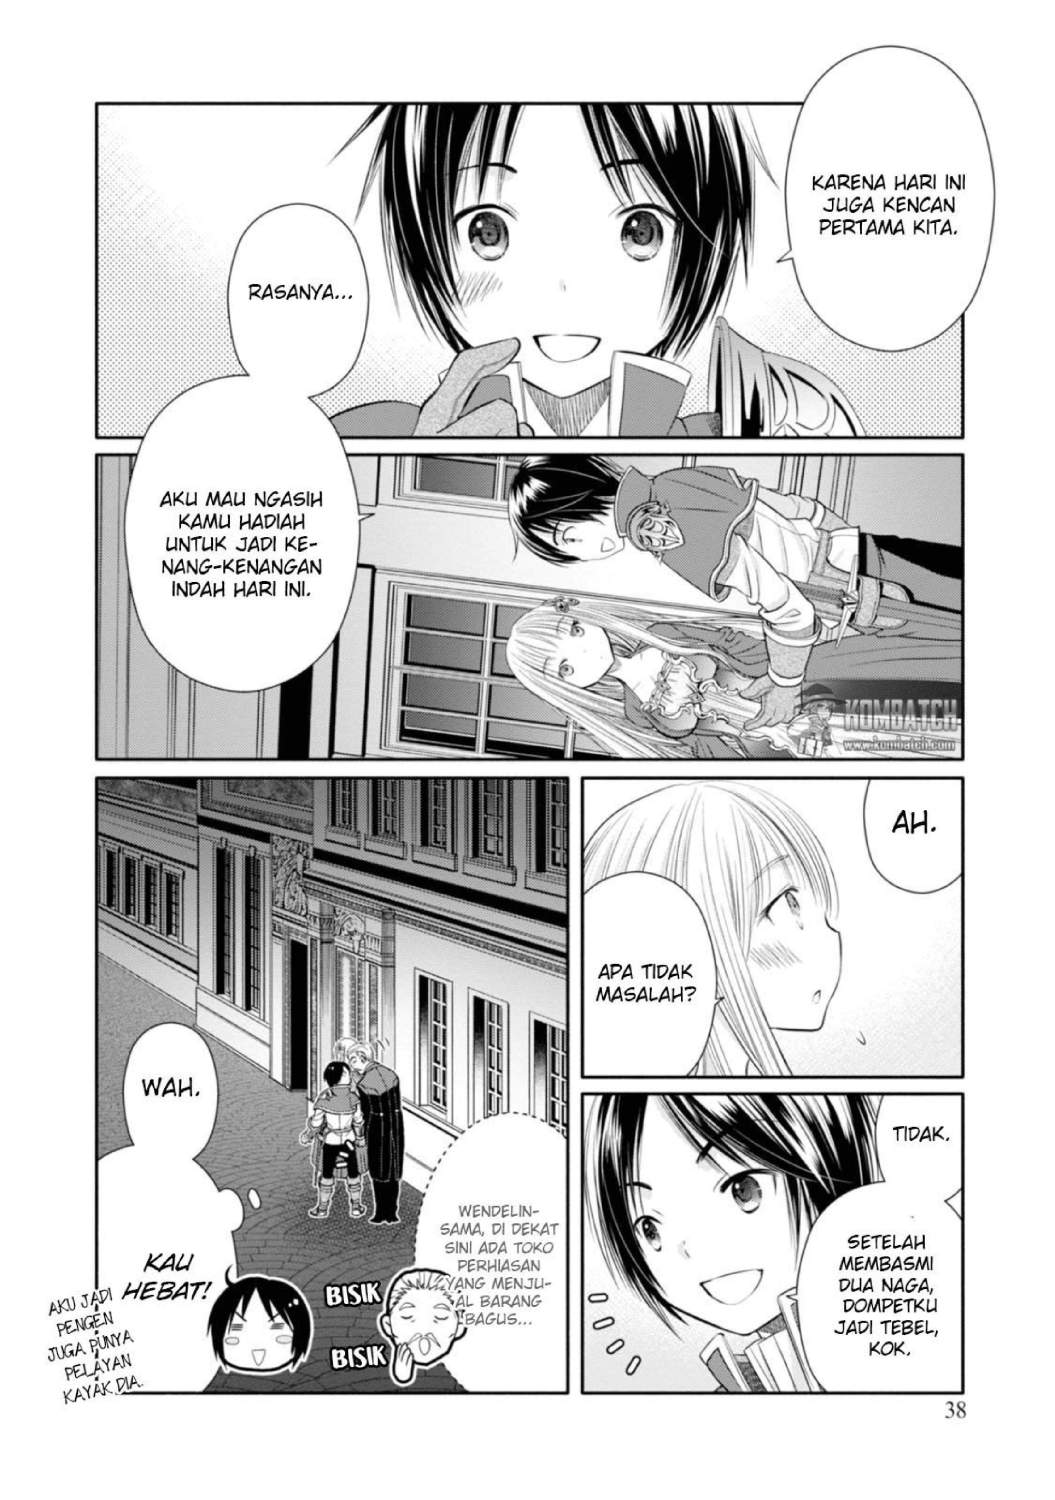 KARENA HARI INI
JUGA KENCAN
PERTAMA KITA.
RASANYA...
AKU MAU NGASIH
KAMU HADIAH
UNTUK JADI KE-
NANG-KENANGAN
INDAH HARI INI.
KOMBATCH
www.kombatch.com
AH.
APA TIDAK
MASALAH?
TIDAK.
SETELAH
MEMBASMI
DUA NAGA,
DOMPETKU
JADI TEBEL,
KOK.
WENDELIN-
SAMA, DI DEKAT
SINI ADA TOKO
PERHIASAN
YANG MENJU-
AL BARANG
BAGUS...
BISIK
BISIK
WAH.
KAU
HEBAT!
AKU JADI
PENGEN
JUGA PUNYA
PELAYAN
KAYAK DIA.
38